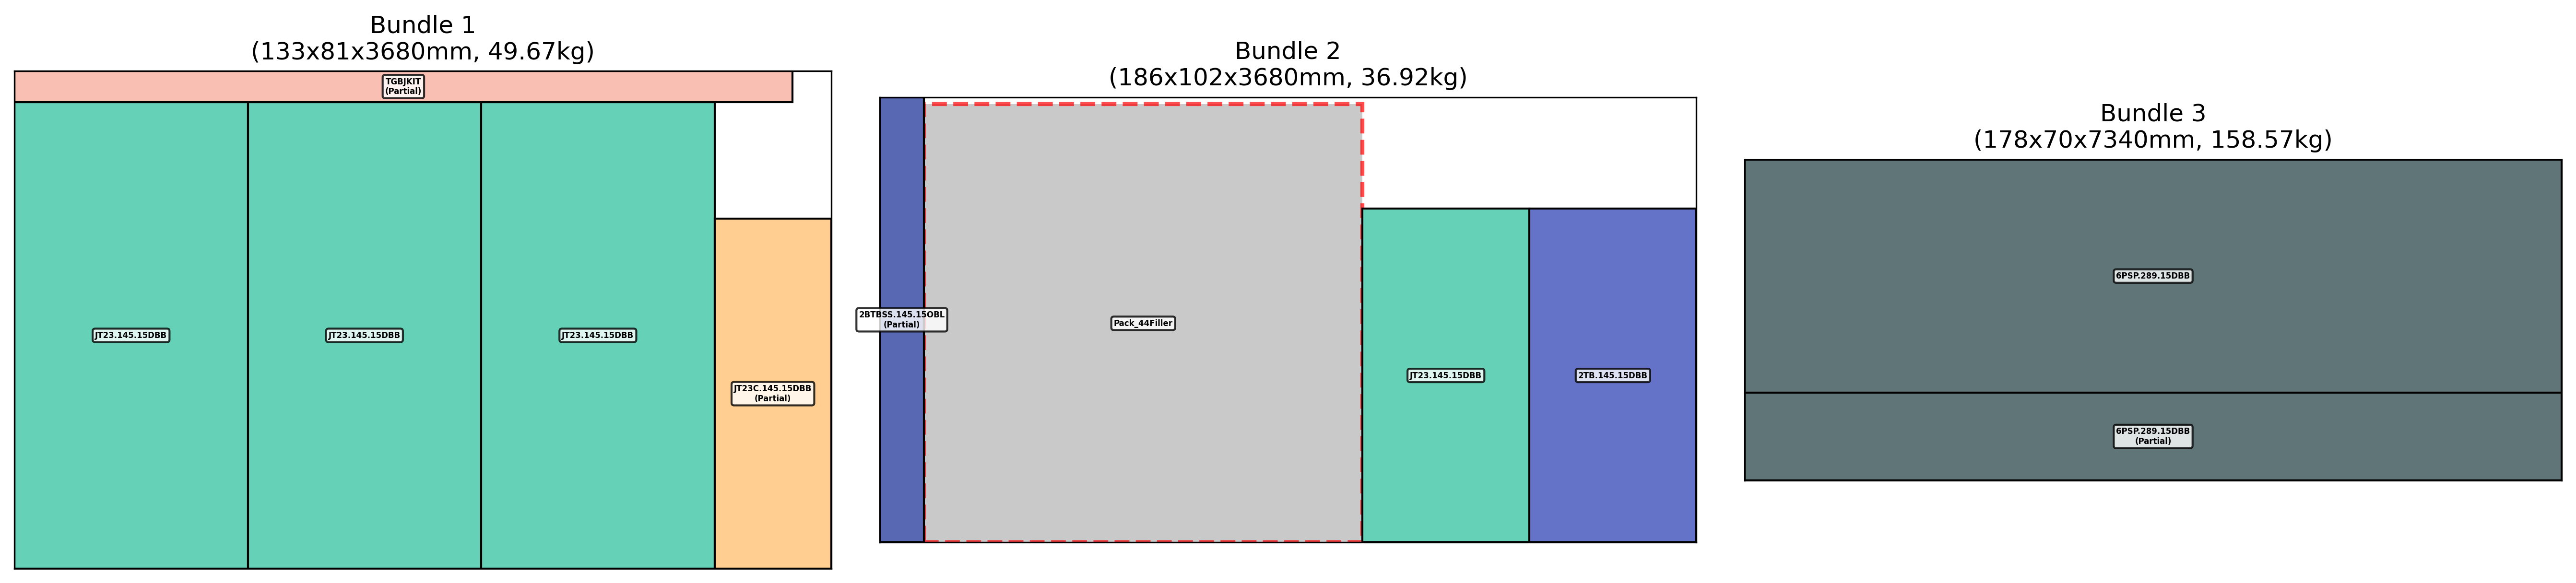 Bundle 1
(133x81x3680mm, 49.67kg)
TGBJKIT
(Partial)
JT23.145.15DBB
JT23.145.15DBB
JT23.145.15DBB
JT23C.145.15DBB
(Partial)
Bundle 2
(186x102x3680mm, 36.92kg)
2BTBSS.145.15OBL
(Partial)
Pack_44Filler
JT23.145.15DBB
2TB.145.15DBB
Bundle 3
(178x70x7340mm, 158.57kg)
6PSP.289.15DBB
6PSP.289.15DBB
(Partial)